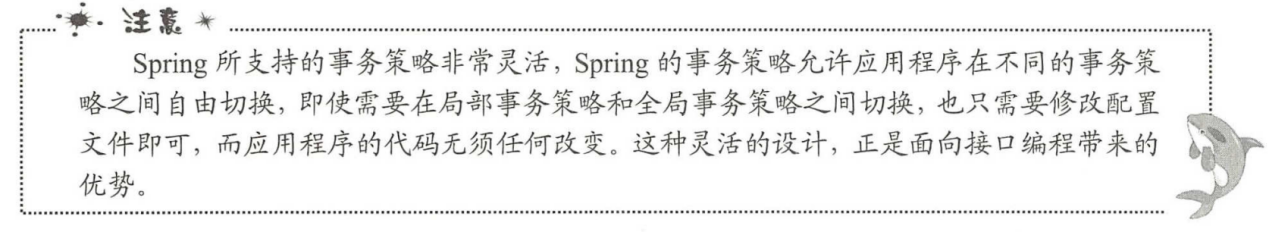 注意
Spring 所支持的事务策略非常灵活，Spring 的事务策略允许应用程序在不同的事务策
略之间自由切换，即使需要在局部事务策略和全局事务策略之间切换，也只需要修改配置
文件即可，而应用程序的代码无须任何改变。这种灵活的设计，正是面向接口编程带来的
优势。